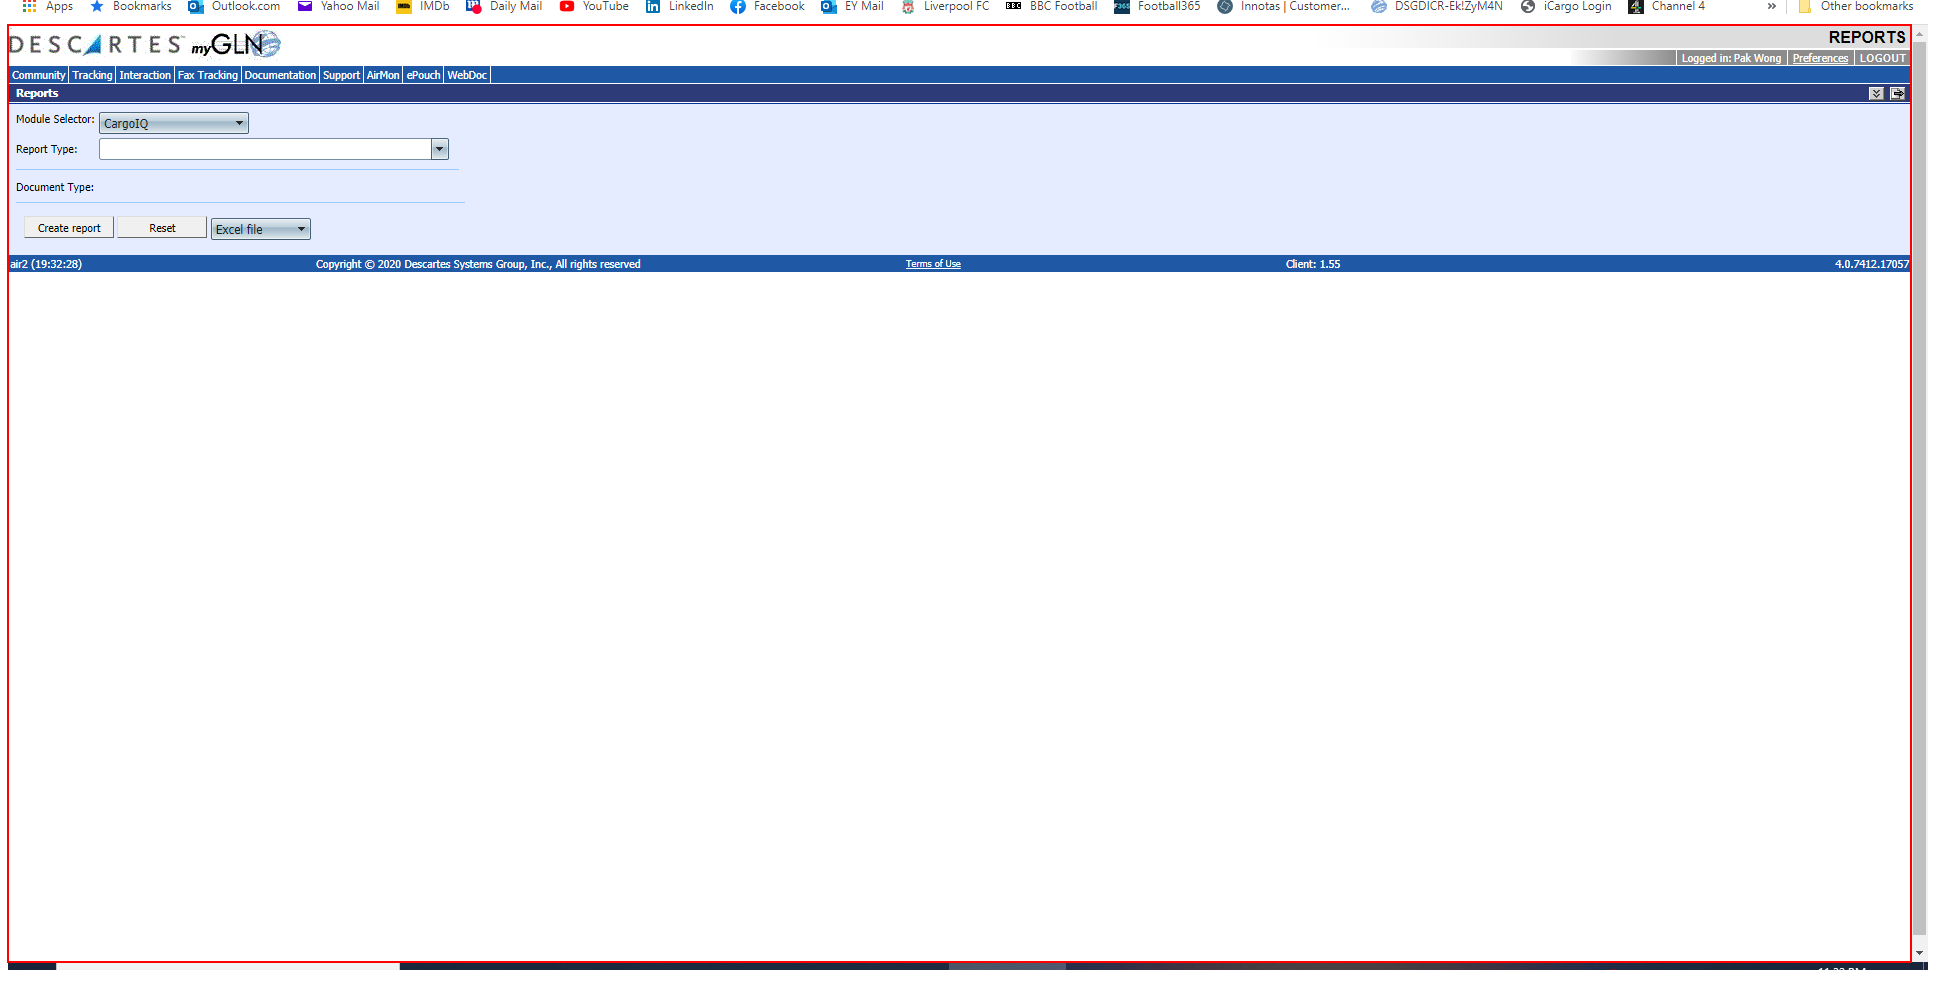 Apps Bookmarks Outlook.com Yahoo Mail IMDb Daily Mail YouTube LinkedIn Facebook EY Mail Liverpool FC BBC BBC Football F365 Football365 Innotas | Customer... DSGDICR-Ek!ZyM4N iCargo Login Channel 4 » Other bookmarks
DESCARTES myGLN
REPORTS
Logged in: Pak Wong Preferences LOGOUT
Community Tracking Interaction Fax Tracking Documentation Support AirMon ePouch WebDoc
Reports
Module Selector: CargoIQ
Report Type:
Document Type:
Create report Reset Excel file
air2 (19:32:28) Copyright © 2020 Descartes Systems Group, Inc., All rights reserved Terms of Use Client: 1.55 4.0.7412.17057